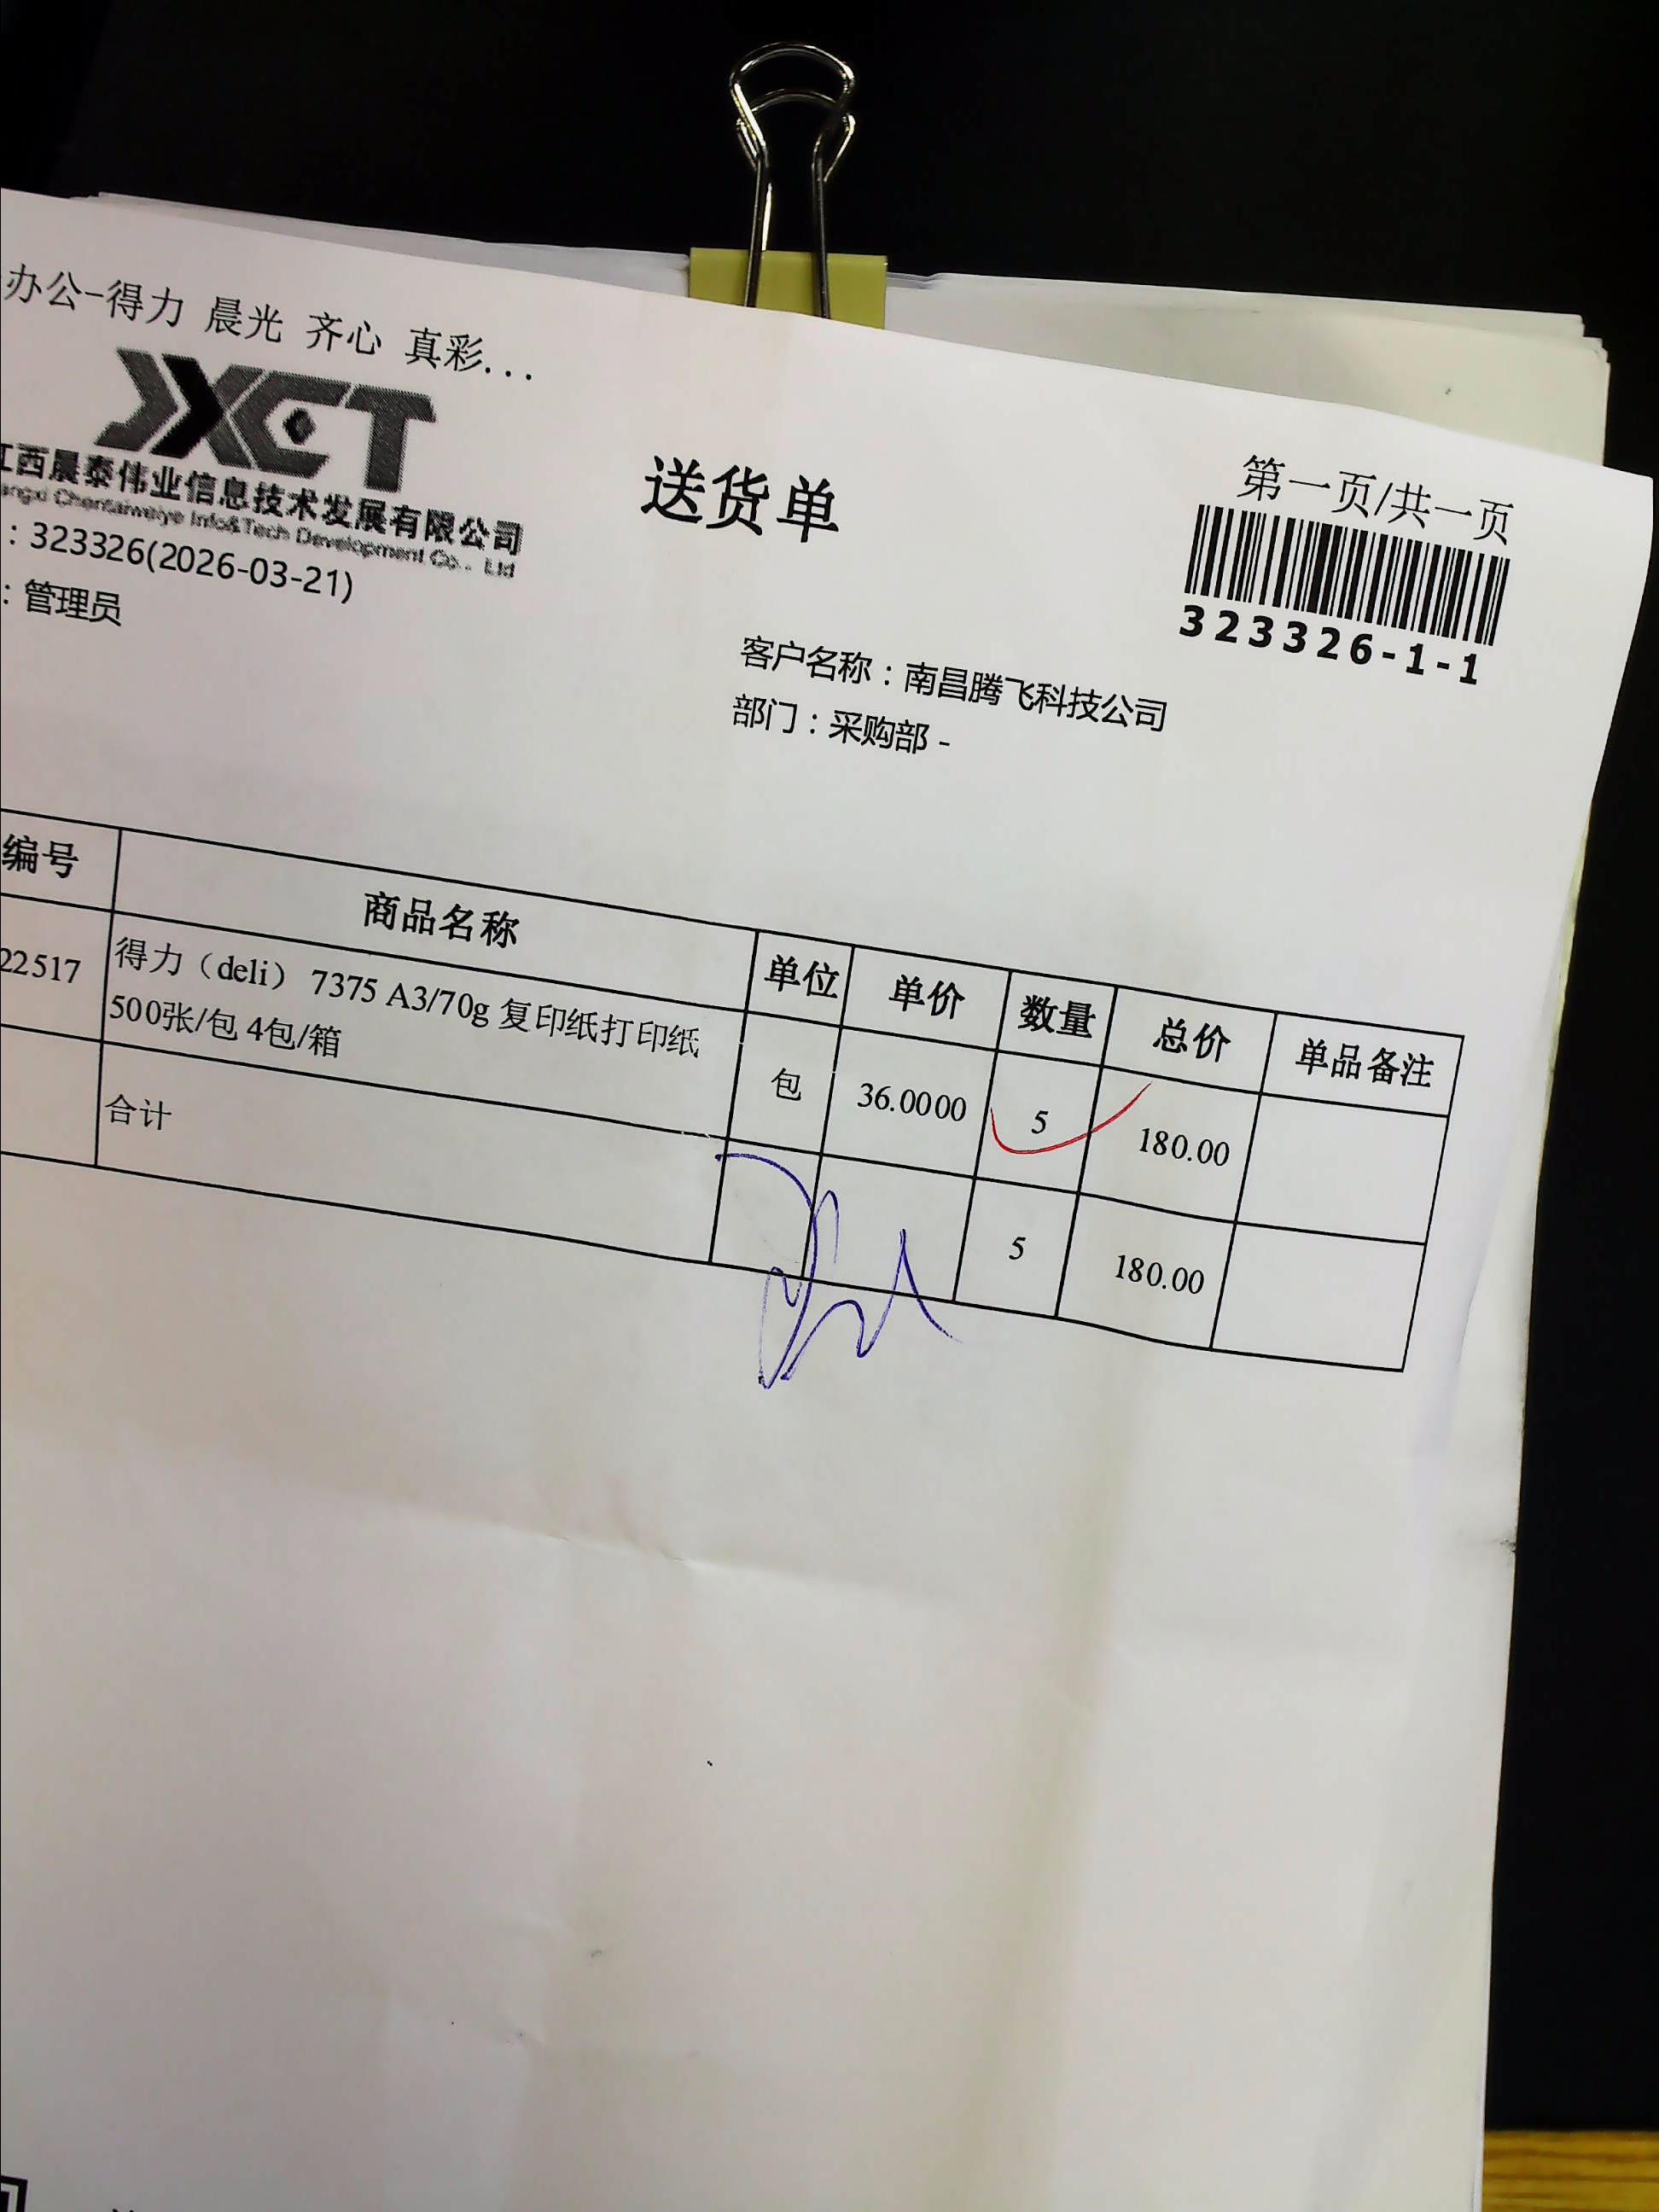 办公-得力 晨光 齐心 真彩...
JXCT
江西晨泰伟业信息技术发展有限公司
angxi Chentaiweiye Info&Tech Development Co., Ltd
送货单
第一页/共一页
323326-1-1
：323326(2026-03-21)
：管理员
客户名称：南昌腾飞科技公司
部门：采购部 -
编号 商品名称 单位 单价 数量 总价 单品备注
22517 得力（deli） 7375 A3/70g 复印纸打印纸 500张/包 4包/箱 包 36.0000 5 180.00
合计 5 180.00